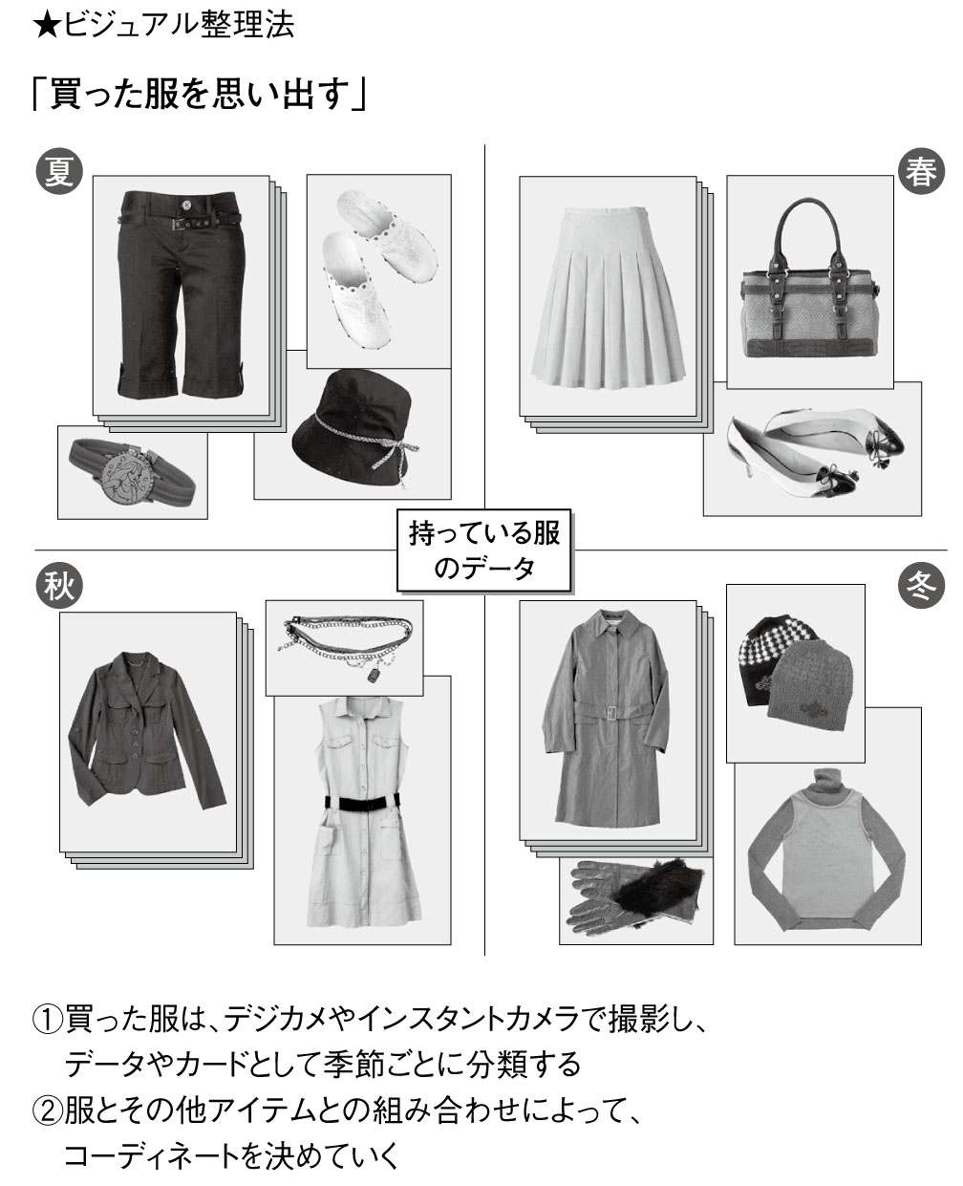 ★ビジュアル整理法
「買った服を思い出す」
夏
春
持っている服
のデータ
秋
冬
①買った服は、デジカメやインスタントカメラで撮影し、
データやカードとして季節ごとに分類する
②服とその他アイテムとの組み合わせによって、
コーディネートを決めていく